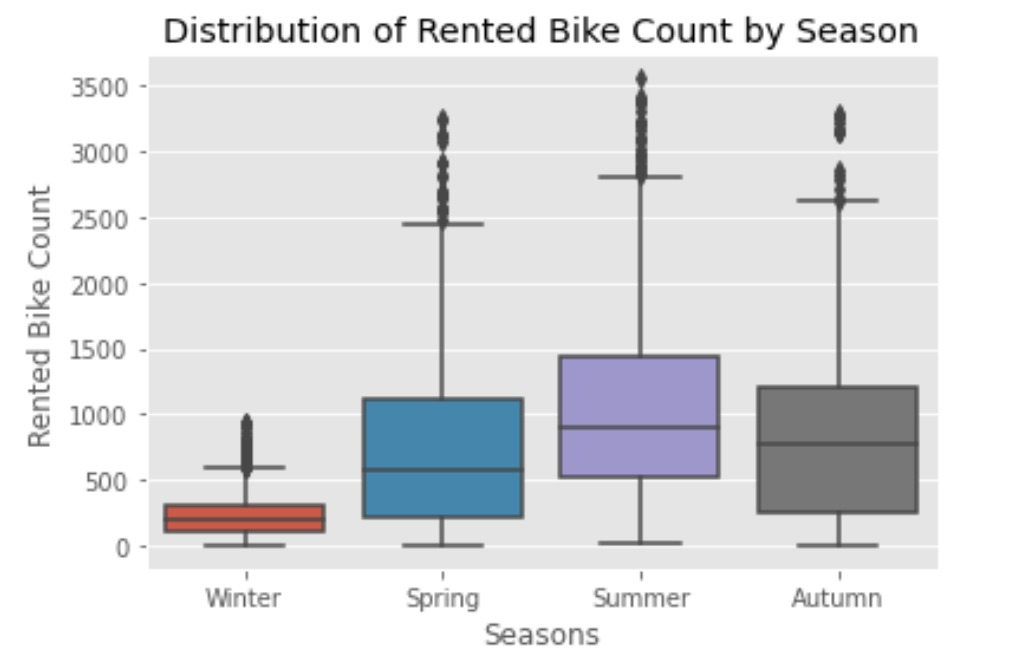 Distribution of Rented Bike Count by Season
Rented Bike Count
3500
3000
2500
2000
1500
1000
500
0
Winter Spring Summer Autumn
Seasons